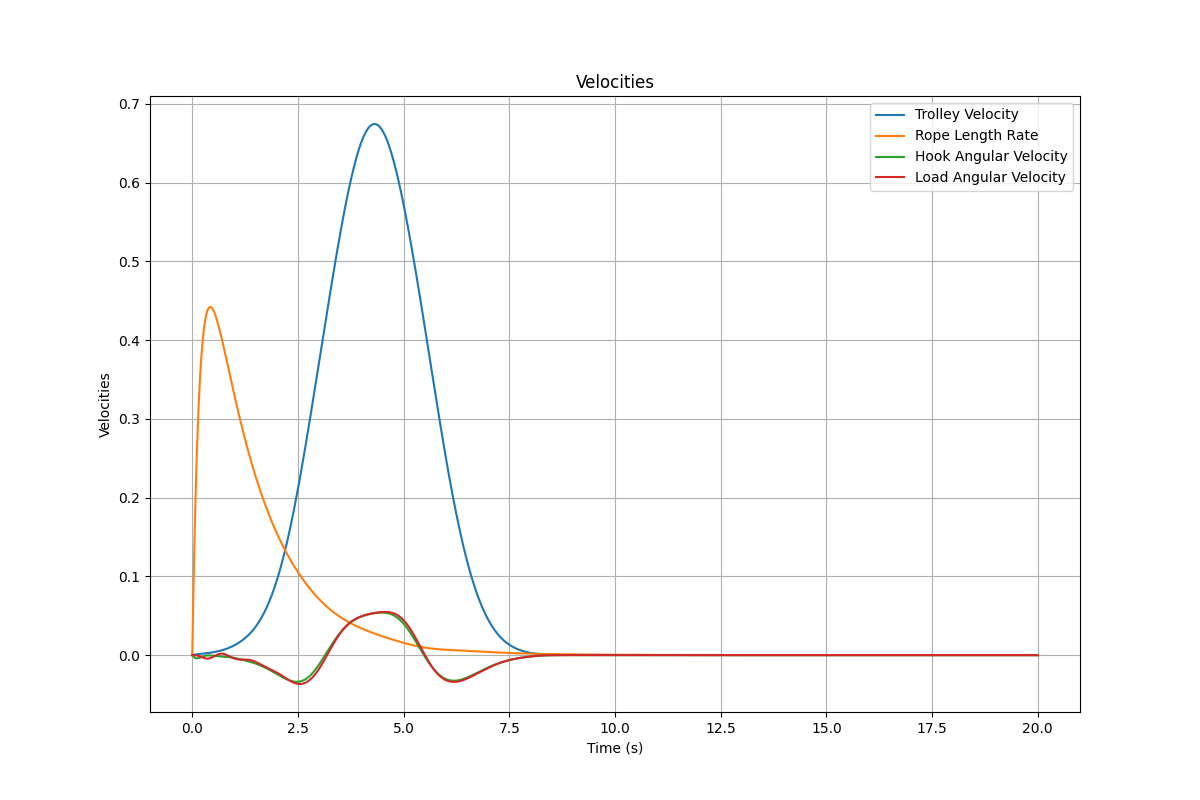 Velocities
0.7
0.6
0.5
0.4
0.3
0.2
0.1
0.0
Velocities
Trolley Velocity
Rope Length Rate
Hook Angular Velocity
Load Angular Velocity
0.0 2.5 5.0 7.5 10.0 12.5 15.0 17.5 20.0
Time (s)